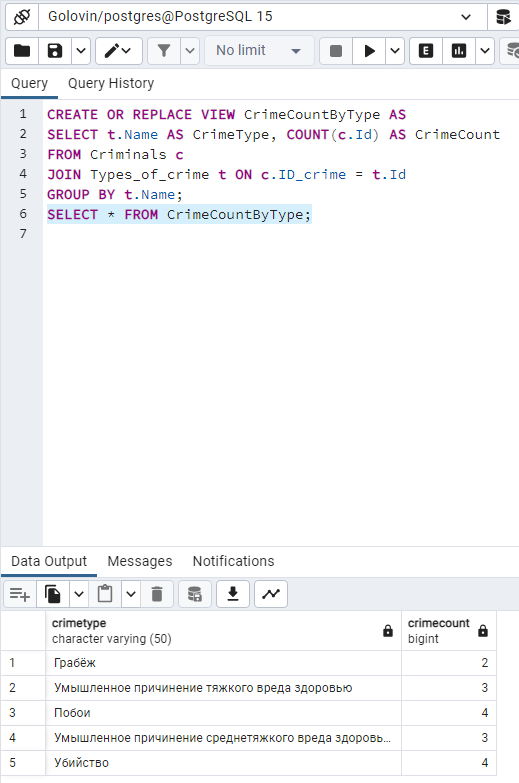 Golovin/postgres@PostgreSQL 15
No limit
E
Query Query History
1 CREATE OR REPLACE VIEW CrimeCountByType AS
2 SELECT t.Name AS CrimeType, COUNT(c.Id) AS CrimeCount
3 FROM Criminals c
4 JOIN Types_of_crime t ON c.ID_crime = t.Id
5 GROUP BY t.Name;
6 SELECT * FROM CrimeCountByType;
7
Data Output Messages Notifications
crimetype crimecount
character varying (50) bigint
1 Грабёж 2
2 Умышленное причинение тяжкого вреда здоровью 3
3 Побои 4
4 Умышленное причинение среднетяжкого вреда здоровь... 3
5 Убийство 4